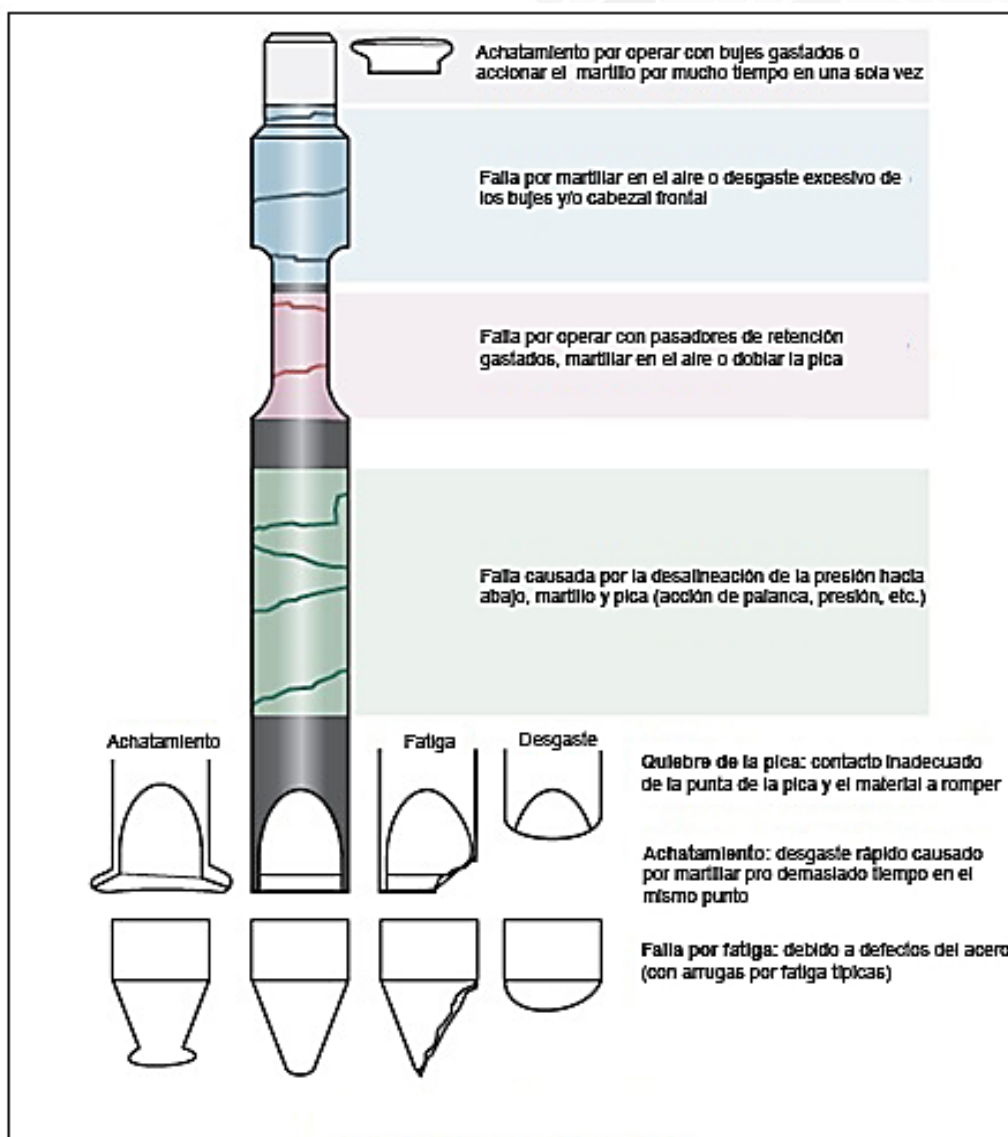 Achatamiento por operar con bujes gastados o
accionar el martillo por mucho tiempo en una sola vez
Falla por martillar en el aire o desgaste excesivo de
los bujes y/o cabezal frontal
Falla por operar con pasadores de retención
gastados, martillar en el aire o doblar la pica
Falla causada por la desalineación de la presión hacia
abajo, martillo y pica (acción de palanca, presión, etc.)
Achatamiento
Fatiga
Desgaste
Quiebre de la pica: contacto inadecuado
de la punta de la pica y el material a romper
Achatamiento: desgaste rápido causado
por martillar pro demasiado tiempo en el
mismo punto
Falla por fatiga: debido a defectos del acero
(con arrugas por fatiga típicas)